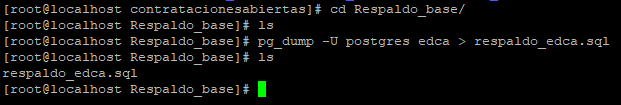 [root@localhost contratacionesabiertas]# cd Respaldo_base/
[root@localhost Respaldo_base]# ls
[root@localhost Respaldo_base]# pg_dump -U postgres edca > respaldo_edca.sql
[root@localhost Respaldo_base]# ls
respaldo_edca.sql
[root@localhost Respaldo_base]#